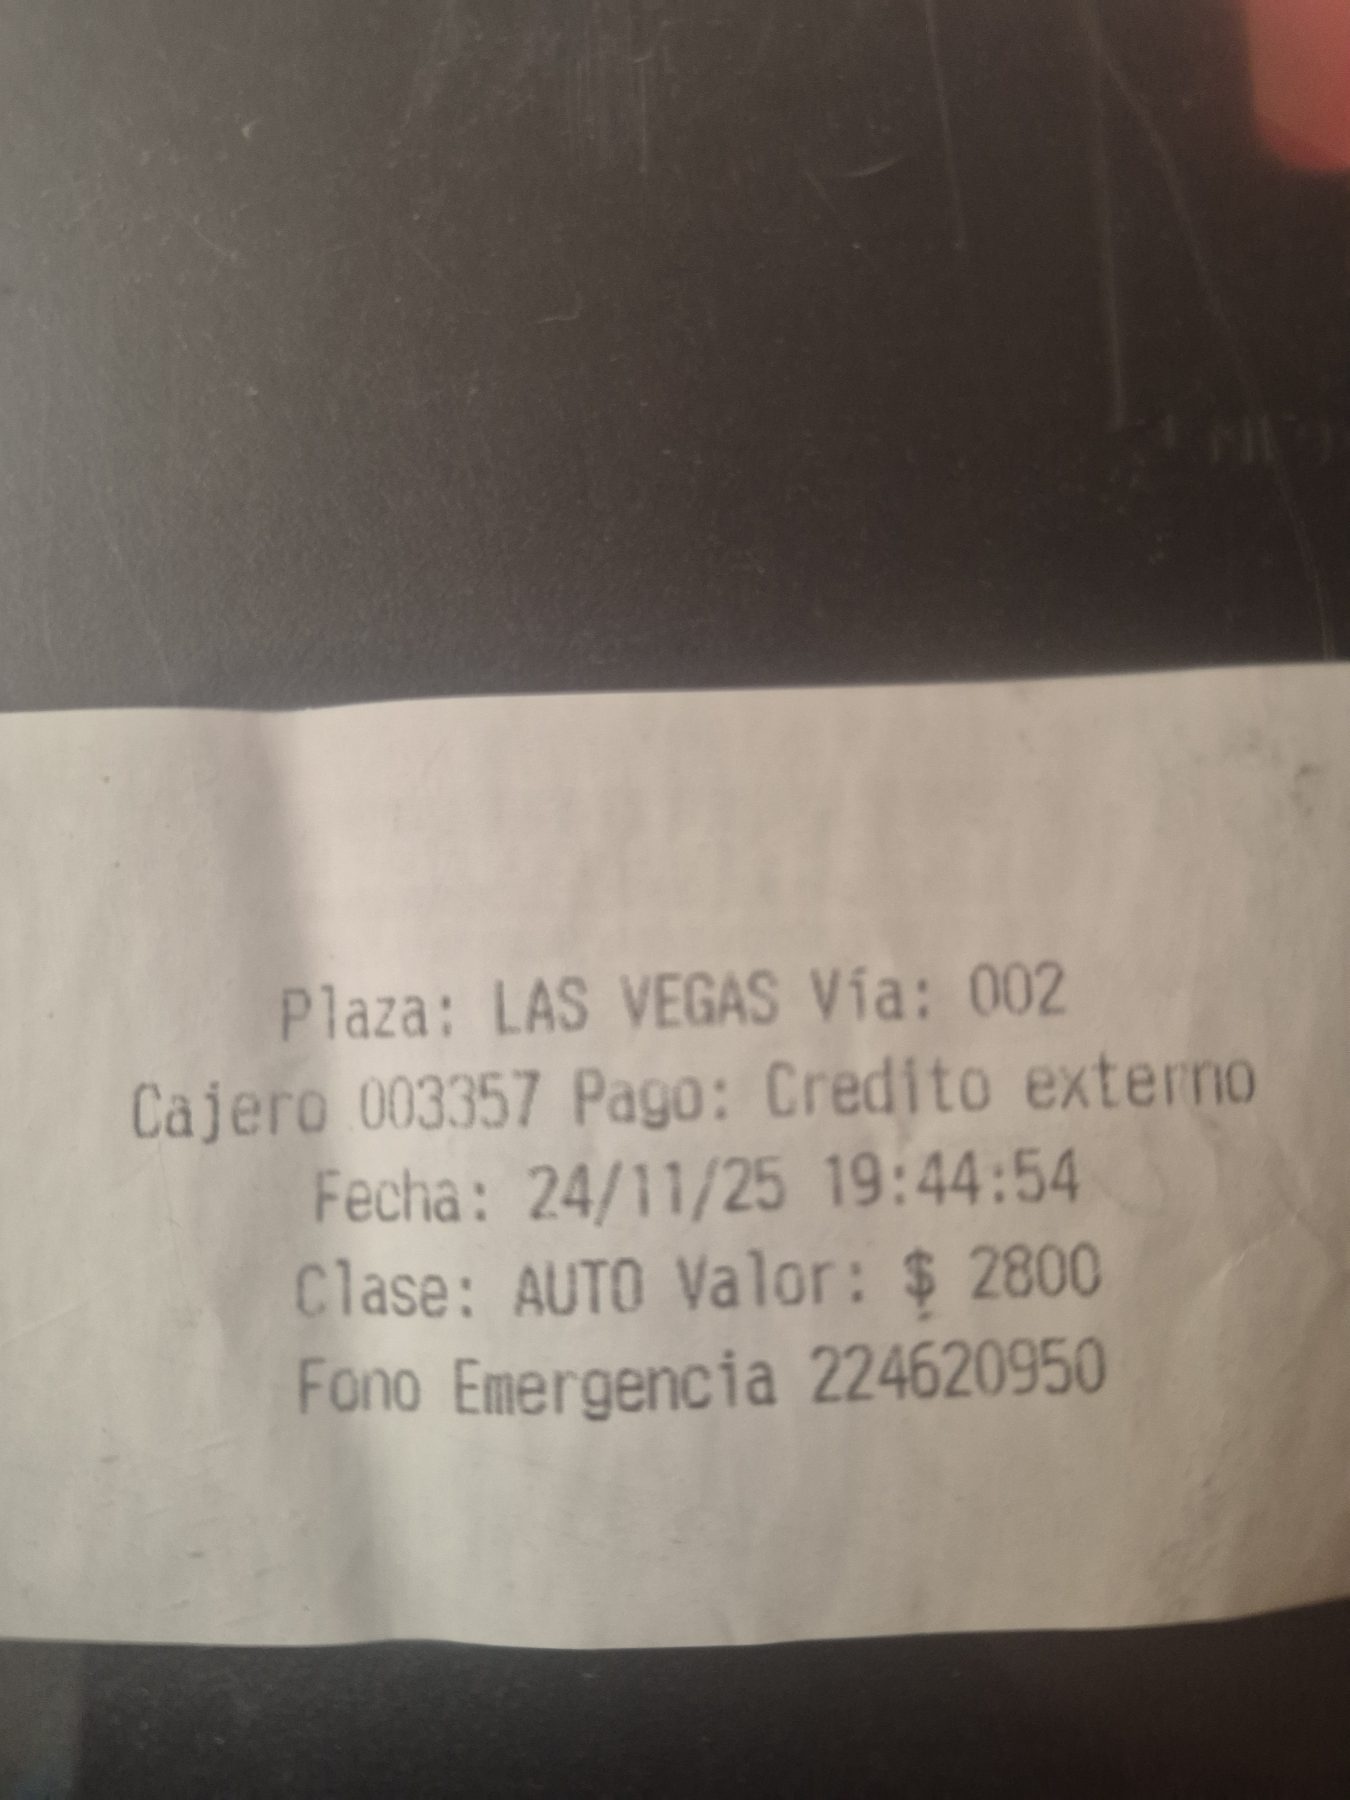 Plaza: LAS VEGAS Vía: 002
Cajero 003357 Pago: Credito externo
Fecha: 24/11/25 19:44:54
Clase: AUTO Valor: $ 2800
Fono Emergencia 224620950